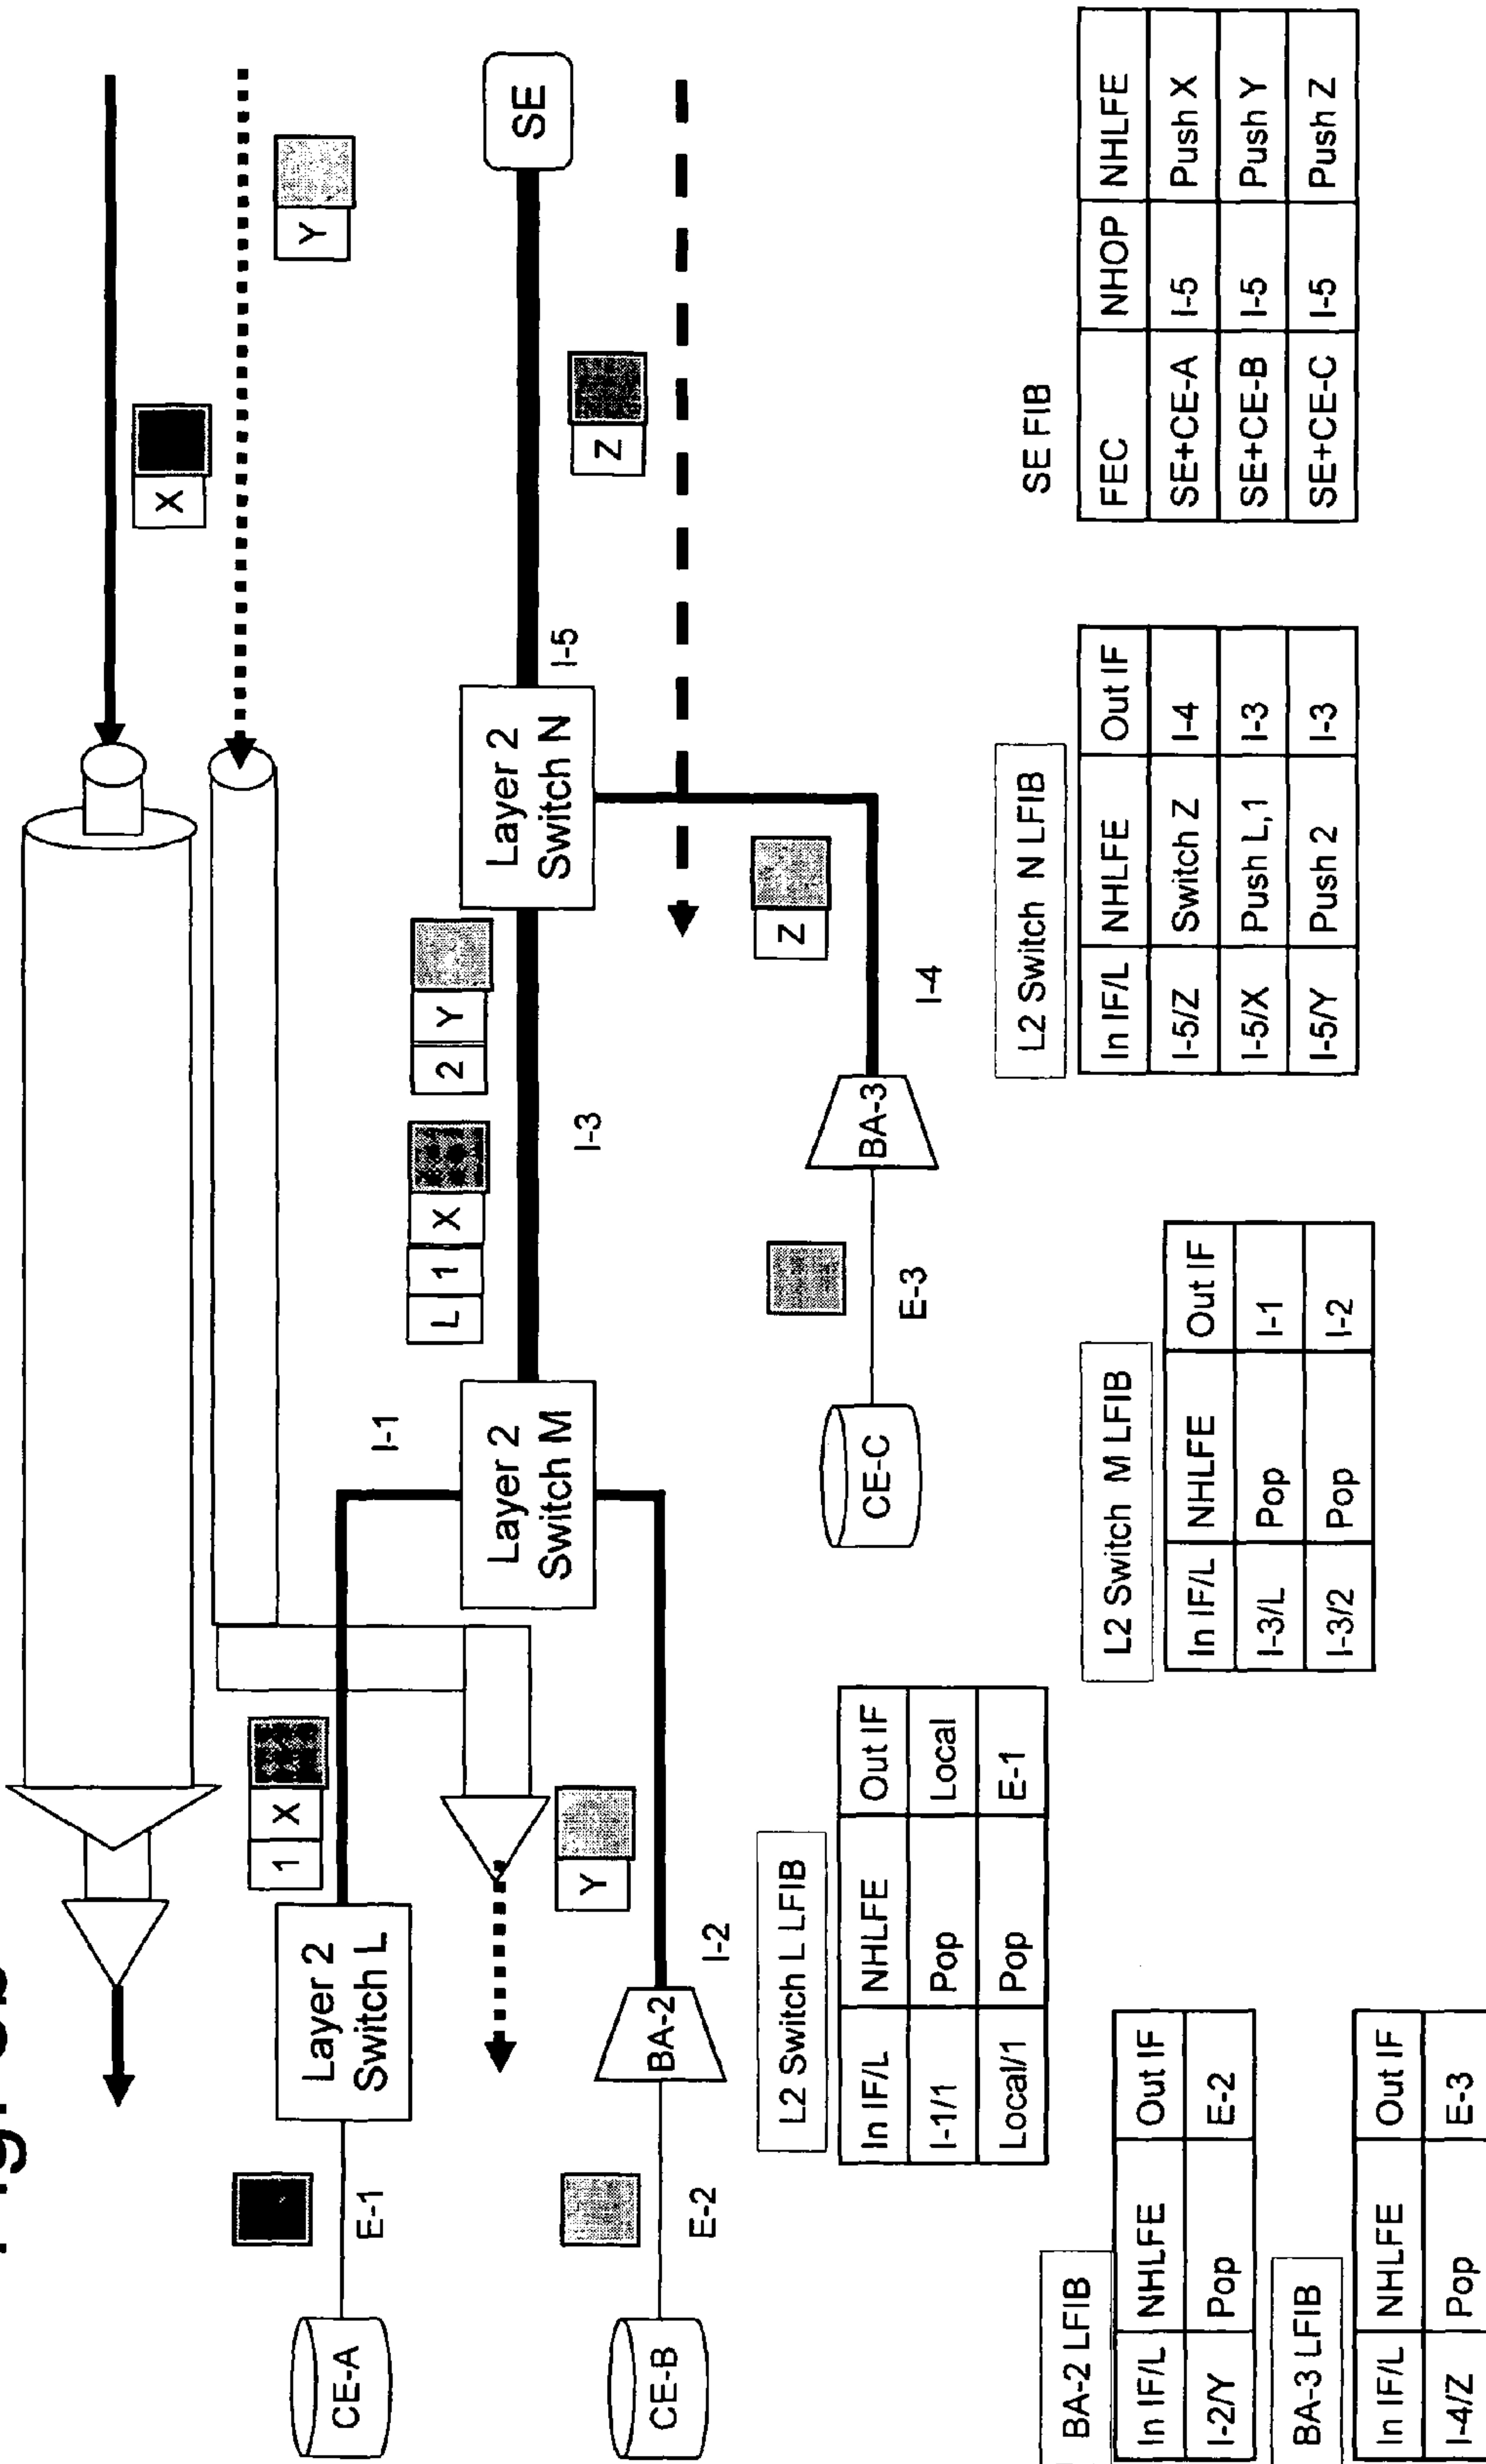 X
Y
1 X
L 1 X
2 Y
CE-A
E-1
Layer 2
Switch L
I-1
Layer 2
Switch M
I-3
Layer 2
Switch N
I-5
SE
Z
Y
CE-B
E-2
BA-2
I-2
Z
CE-C
E-3
BA-3
I-4
L2 Switch L LFIB
In IF/L NHLFE Out IF
I-1/1 Pop Local
Local/1 Pop E-1
BA-2 LFIB
In IF/L NHLFE Out IF
I-2/Y Pop E-2
BA-3 LFIB
In IF/L NHLFE Out IF
I-4/Z Pop E-3
L2 Switch M LFIB
In IF/L NHLFE Out IF
I-3/L Pop I-1
I-3/2 Pop I-2
L2 Switch N LFIB
In IF/L NHLFE Out IF
I-5/Z Switch Z I-4
I-5/X Push L,1 I-3
I-5/Y Push 2 I-3
SE FIB
FEC NHOP NHLFE
SE+CE-A I-5 Push X
SE+CE-B I-5 Push Y
SE+CE-C I-5 Push Z